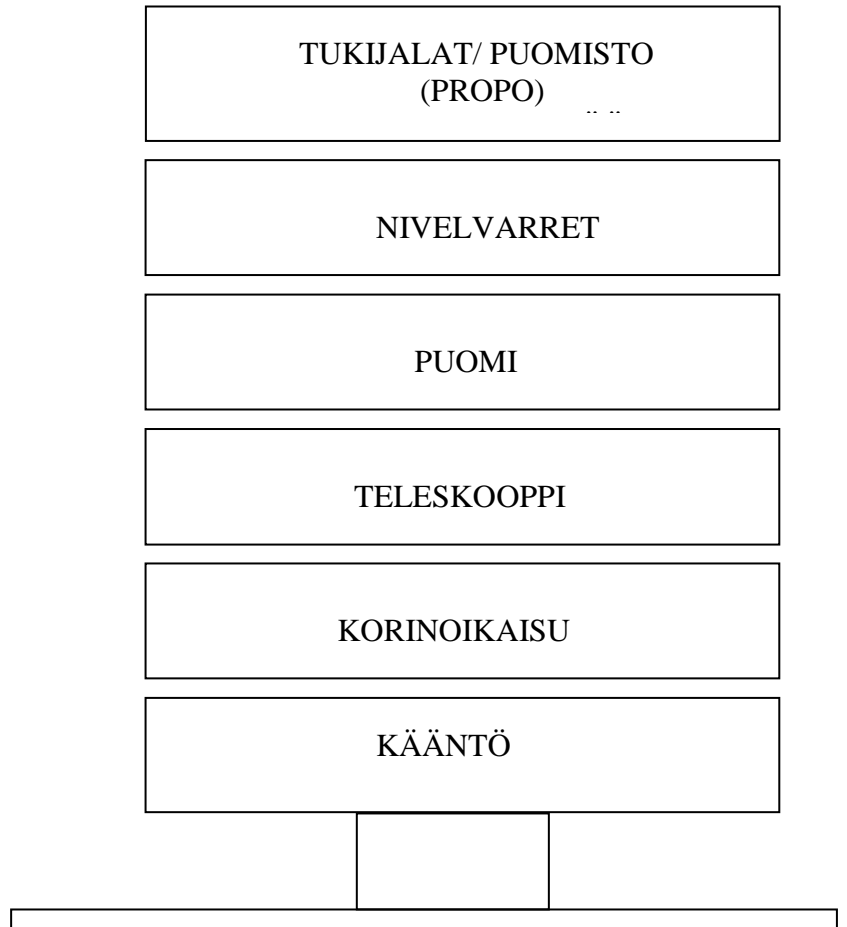 TUKIJALAT/ PUOMISTO
(PROPO)
NIVELVARRET
PUOMI
TELESKOOPPI
KORINOIKAISU
KÄÄNTÖ